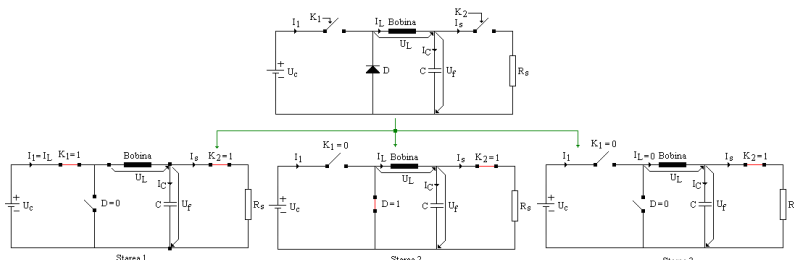 K1 K2
I1 IL Bobina Is
UL
IC
Uc D C Uf Rs
I1=IL K1=1 Bobina Is K2=1
UL
IC
Uc D=0 C Uf Rs
Starea 1
I1 K1=0 IL Bobina Is K2=1
UL
IC
Uc D=1 C Uf Rs
Starea 2
I1 K1=0 IL=0 Bobina Is K2=1
UL
IC
Uc D=0 C Uf R